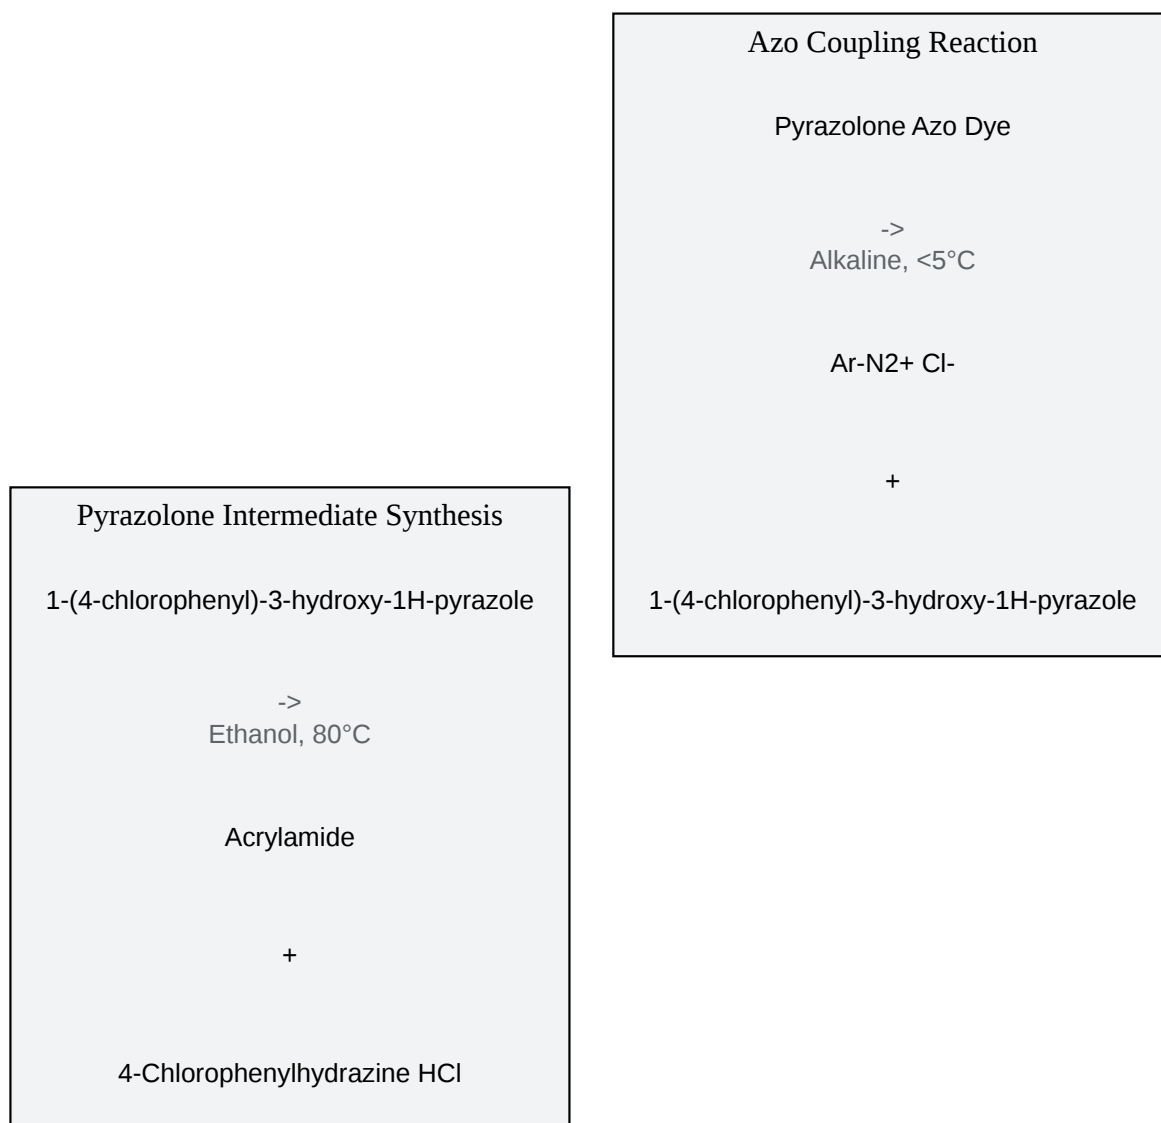 Azo Coupling Reaction
Pyrazolone Azo Dye
->
Alkaline, <5°C
Ar-N2+ Cl-
+
1-(4-chlorophenyl)-3-hydroxy-1H-pyrazole
Pyrazolone Intermediate Synthesis
1-(4-chlorophenyl)-3-hydroxy-1H-pyrazole
->
Ethanol, 80°C
Acrylamide
+
4-Chlorophenylhydrazine HCl